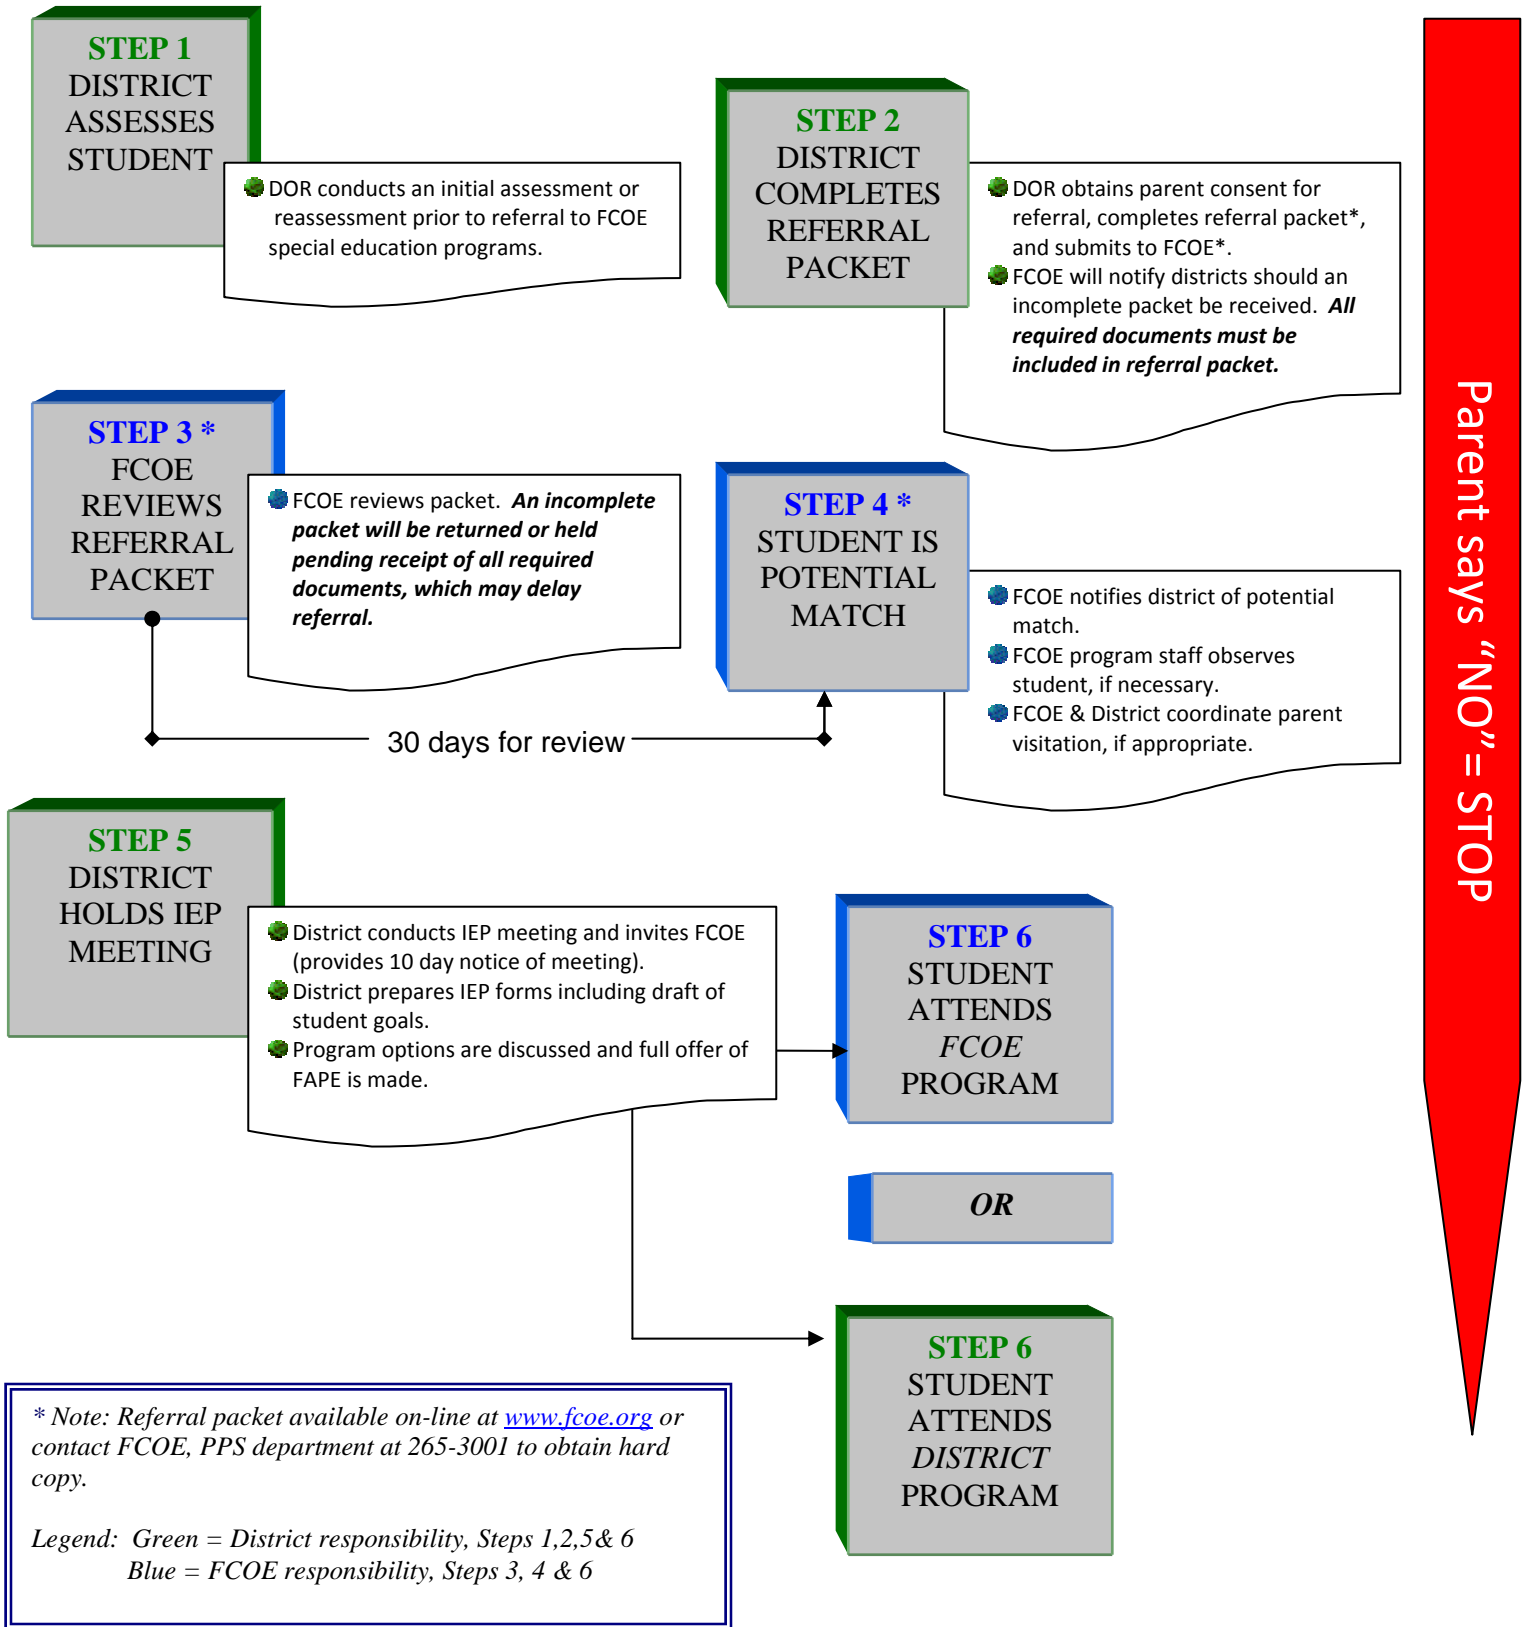 STEP 1
DISTRICT
ASSESSES
STUDENT
DOR conducts an initial assessment or
reassessment prior to referral to FCOE
special education programs.
STEP 2
DISTRICT
COMPLETES
REFERRAL
PACKET
DOR obtains parent consent for
referral, completes referral packet*,
and submits to FCOE*.
FCOE will notify districts should an
incomplete packet be received. All
required documents must be
included in referral packet.
STEP 3 *
FCOE
REVIEWS
REFERRAL
PACKET
FCOE reviews packet. An incomplete
packet will be returned or held
pending receipt of all required
documents, which may delay
referral.
STEP 4 *
STUDENT IS
POTENTIAL
MATCH
FCOE notifies district of potential
match.
FCOE program staff observes
student, if necessary.
FCOE & District coordinate parent
visitation, if appropriate.
30 days for review
STEP 5
DISTRICT
HOLDS IEP
MEETING
District conducts IEP meeting and invites FCOE
(provides 10 day notice of meeting).
District prepares IEP forms including draft of
student goals.
Program options are discussed and full offer of
FAPE is made.
STEP 6
STUDENT
ATTENDS
FCOE
PROGRAM
OR
STEP 6
STUDENT
ATTENDS
DISTRICT
PROGRAM
Parent says “NO”= STOP
* Note: Referral packet available on-line at www.fcoe.org or
contact FCOE, PPS department at 265-3001 to obtain hard
copy.
Legend: Green = District responsibility, Steps 1,2,5& 6
Blue = FCOE responsibility, Steps 3, 4 & 6